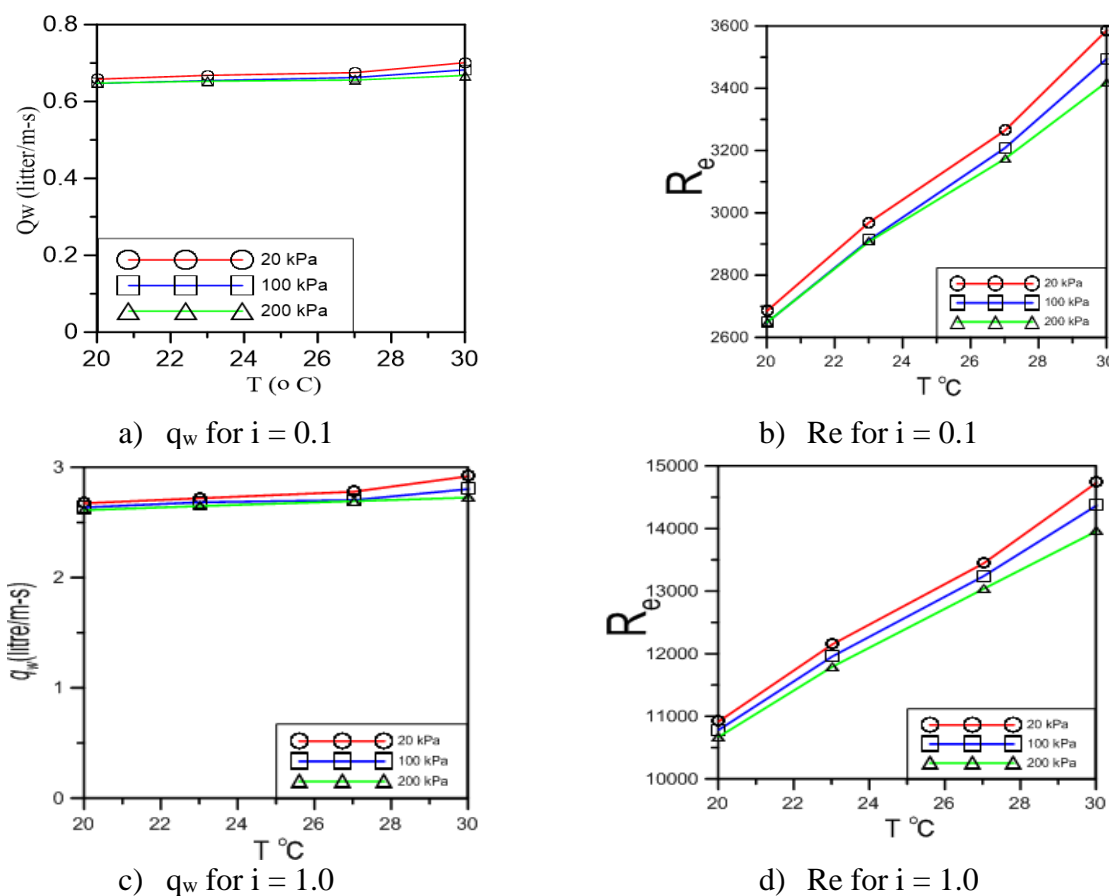 0.8
0.6
0.4
0.2
0
Qw (litter/m-s)
20 kPa
100 kPa
200 kPa
20 22 24 26 28 30
T (o C)
a) qw for i = 0.1
3600
3400
3200
3000
2800
2600
Re
20 kPa
100 kPa
200 kPa
20 22 24 26 28 30
T °C
b) Re for i = 0.1
3
2
1
0
qw(litre/m-s)
20 kPa
100 kPa
200 kPa
20 22 24 26 28 30
T °C
c) qw for i = 1.0
15000
14000
13000
12000
11000
10000
Re
20 kPa
100 kPa
200 kPa
20 22 24 26 28 30
T °C
d) Re for i = 1.0